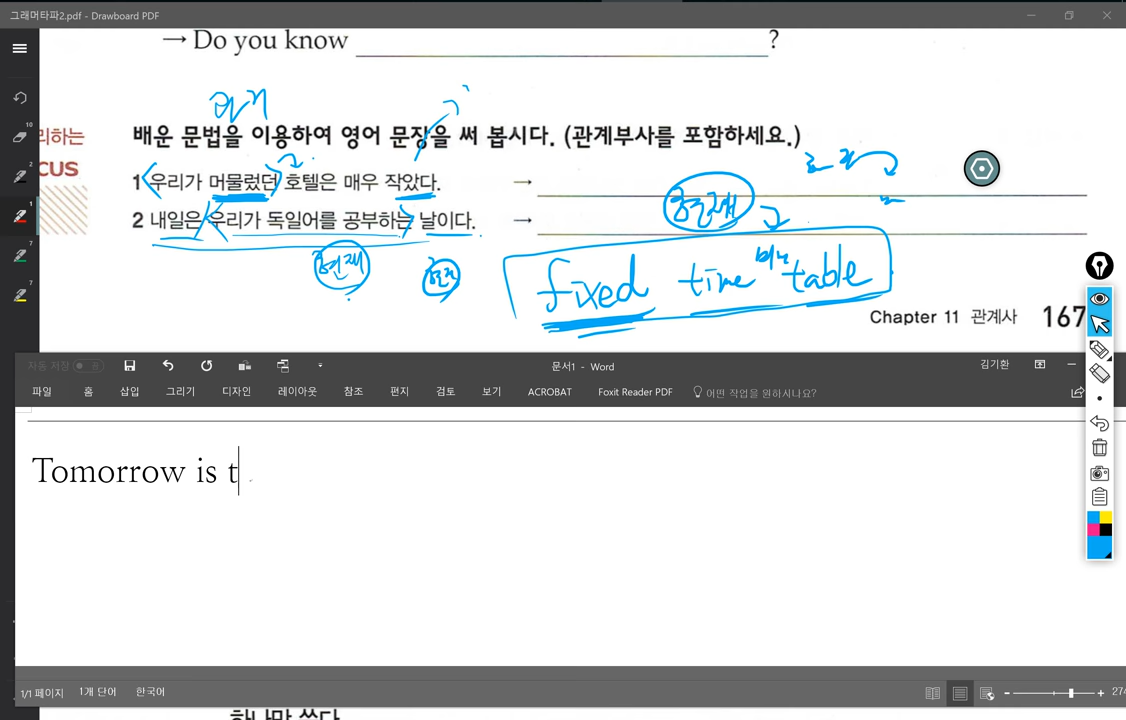 그래머타파2.pdf - Drawboard PDF
→ Do you know ?
리하는
CUS
배운 문법을 이용하여 영어 문장을 써 봅시다. (관계부사를 포함하세요.)
1 우리가 머물렀던 호텔은 매우 작았다. →
2 내일은 우리가 독일어를 공부하는 날이다. →
현재
fixed time table
Chapter 11 관계사 167
자동 저장
문서1 - Word
김기환
파일 홈 삽입 그리기 디자인 레이아웃 참조 편지 검토 보기 ACROBAT Foxit Reader PDF 어떤 작업을 원하시나요?
Tomorrow is t
1/1 페이지 1개 단어 한국어
274
하나만 쓴다